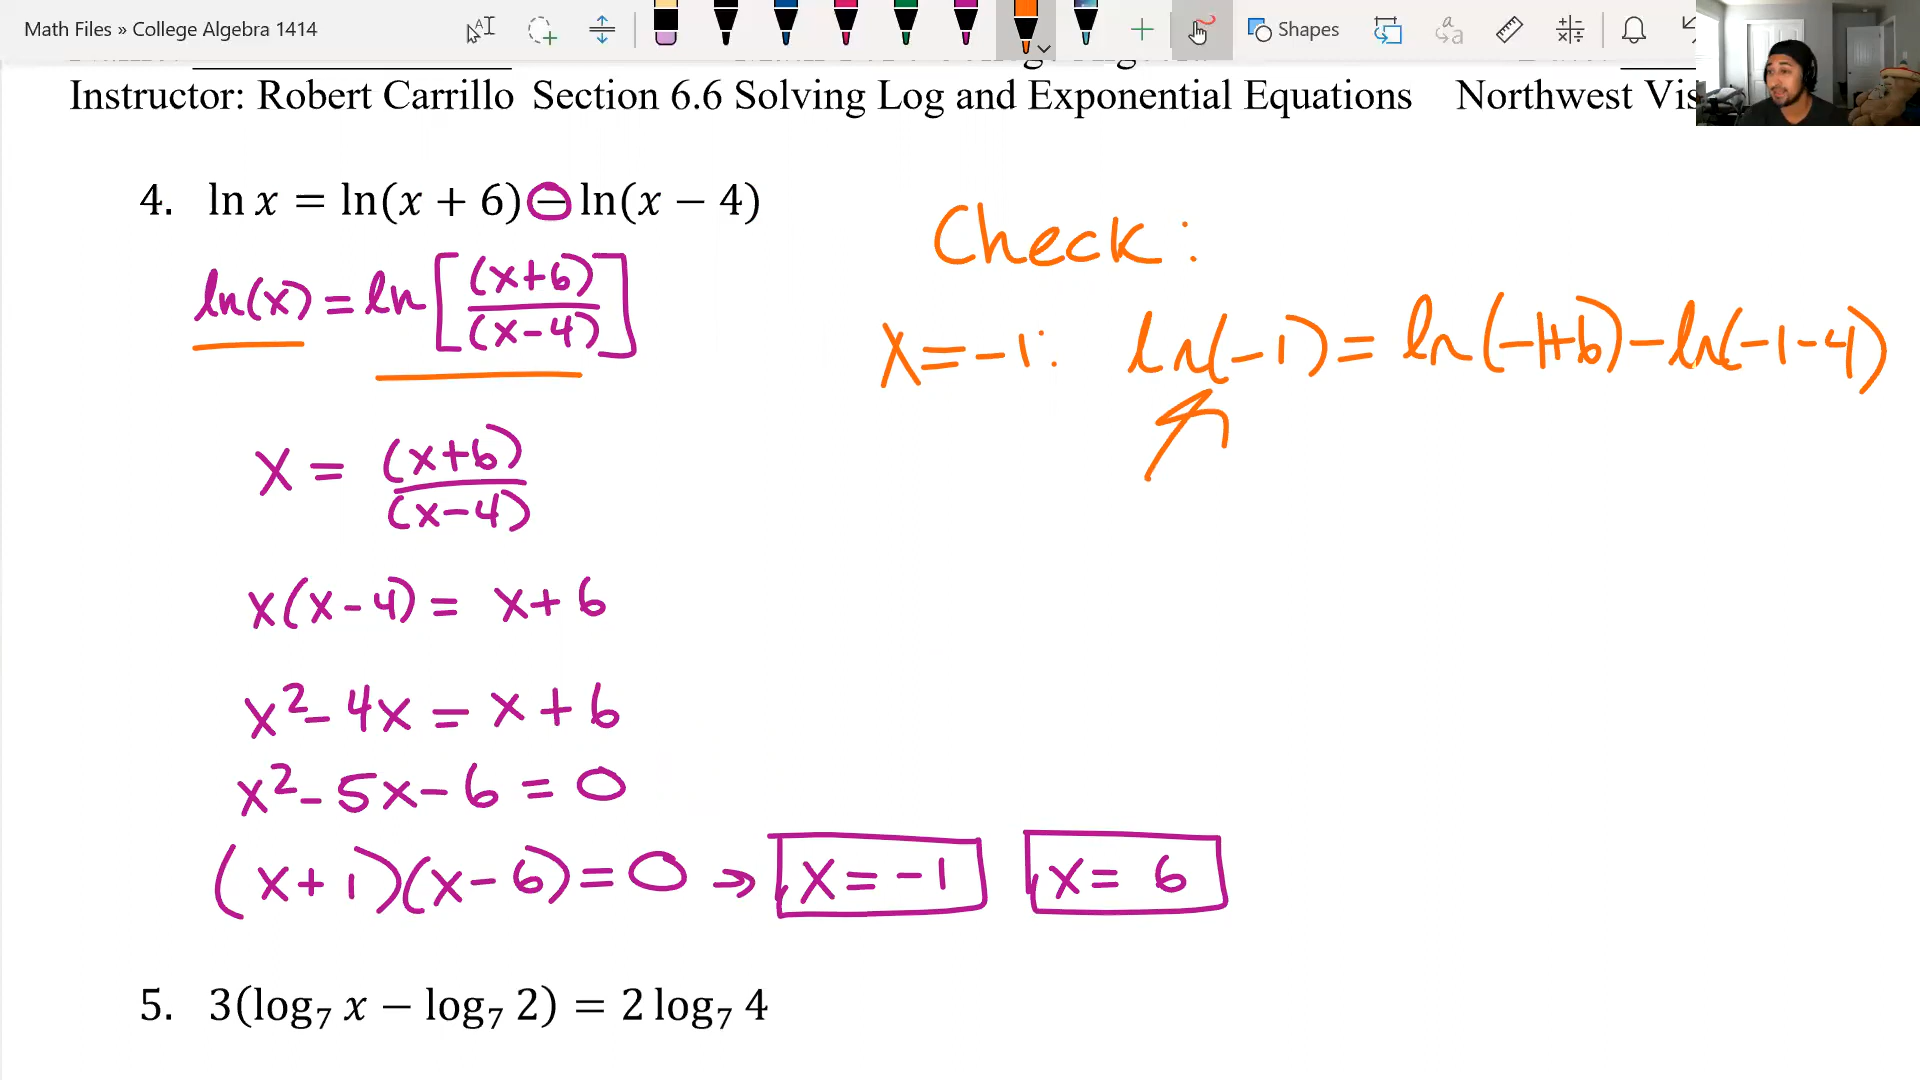 Math Files » College Algebra 1414
Shapes
Instructor: Robert Carrillo Section 6.6 Solving Log and Exponential Equations Northwest Vis
4. ln x = ln(x + 6) − ln(x − 4)
ln(x) = ln[(x+6)/(x-4)]
x = (x+6)/(x-4)
x(x-4) = x+6
x² - 4x = x+6
x² - 5x - 6 = 0
(x+1)(x-6) = 0 → x = -1 x = 6
Check:
x = -1: ln(-1) = ln(-1+6) - ln(-1-4)
5. 3(log₇ x − log₇ 2) = 2 log₇ 4